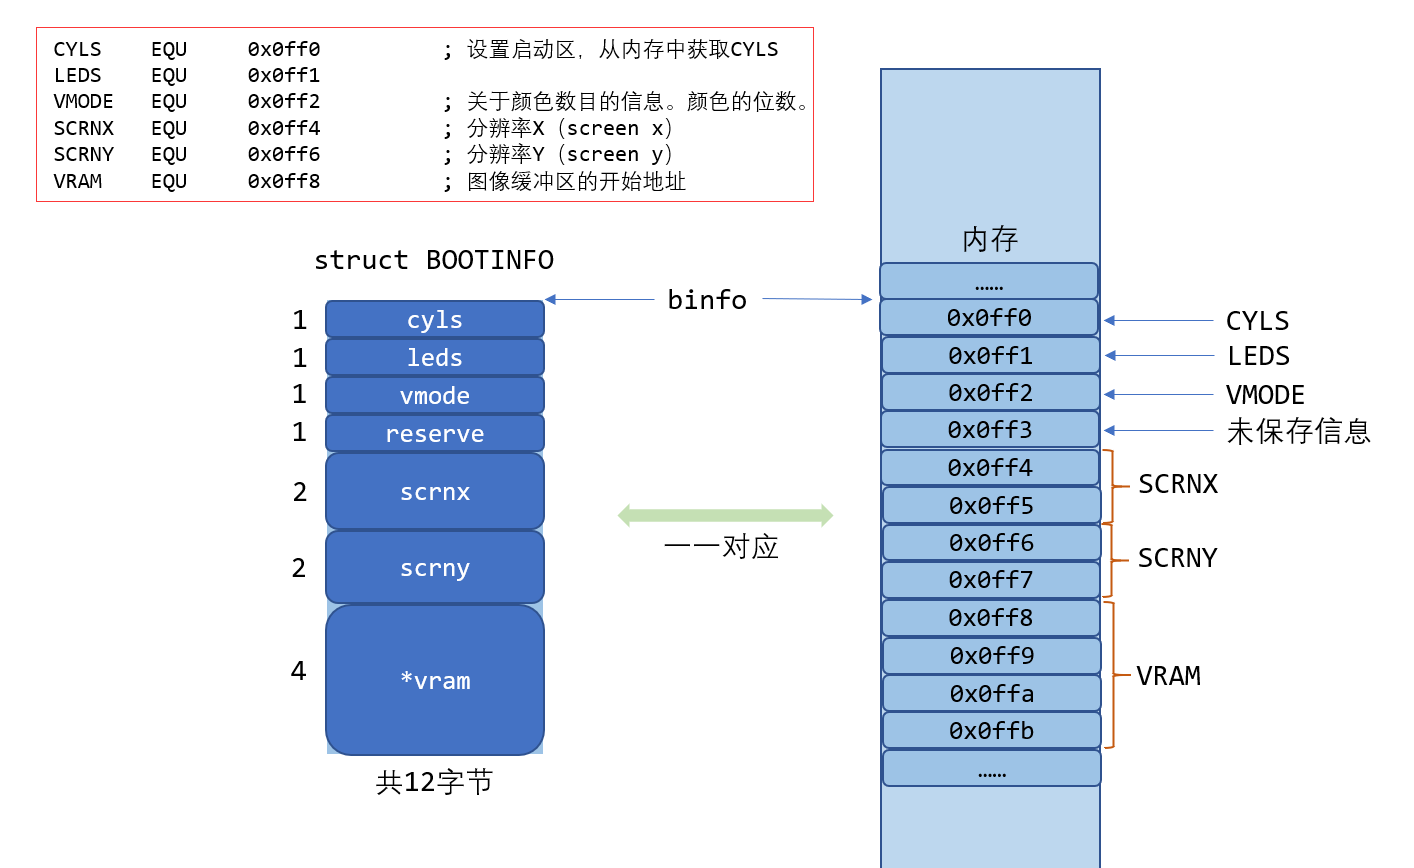 CYLS EQU 0x0ff0 ; 设置启动区，从内存中获取CYLS
LEDS EQU 0x0ff1
VMODE EQU 0x0ff2 ; 关于颜色数目的信息。颜色的位数。
SCRNX EQU 0x0ff4 ; 分辨率X（screen x）
SCRNY EQU 0x0ff6 ; 分辨率Y（screen y）
VRAM EQU 0x0ff8 ; 图像缓冲区的开始地址
struct BOOTINFO
1 cyls
1 leds
1 vmode
1 reserve
2 scrnx
2 scrny
4 *vram
共12字节
binfo
一一对应
内存
……
0x0ff0 CYLS
0x0ff1 LEDS
0x0ff2 VMODE
0x0ff3 未保存信息
0x0ff4
0x0ff5
SCRNX
0x0ff6
0x0ff7
SCRNY
0x0ff8
0x0ff9
0x0ffa
0x0ffb
VRAM
……